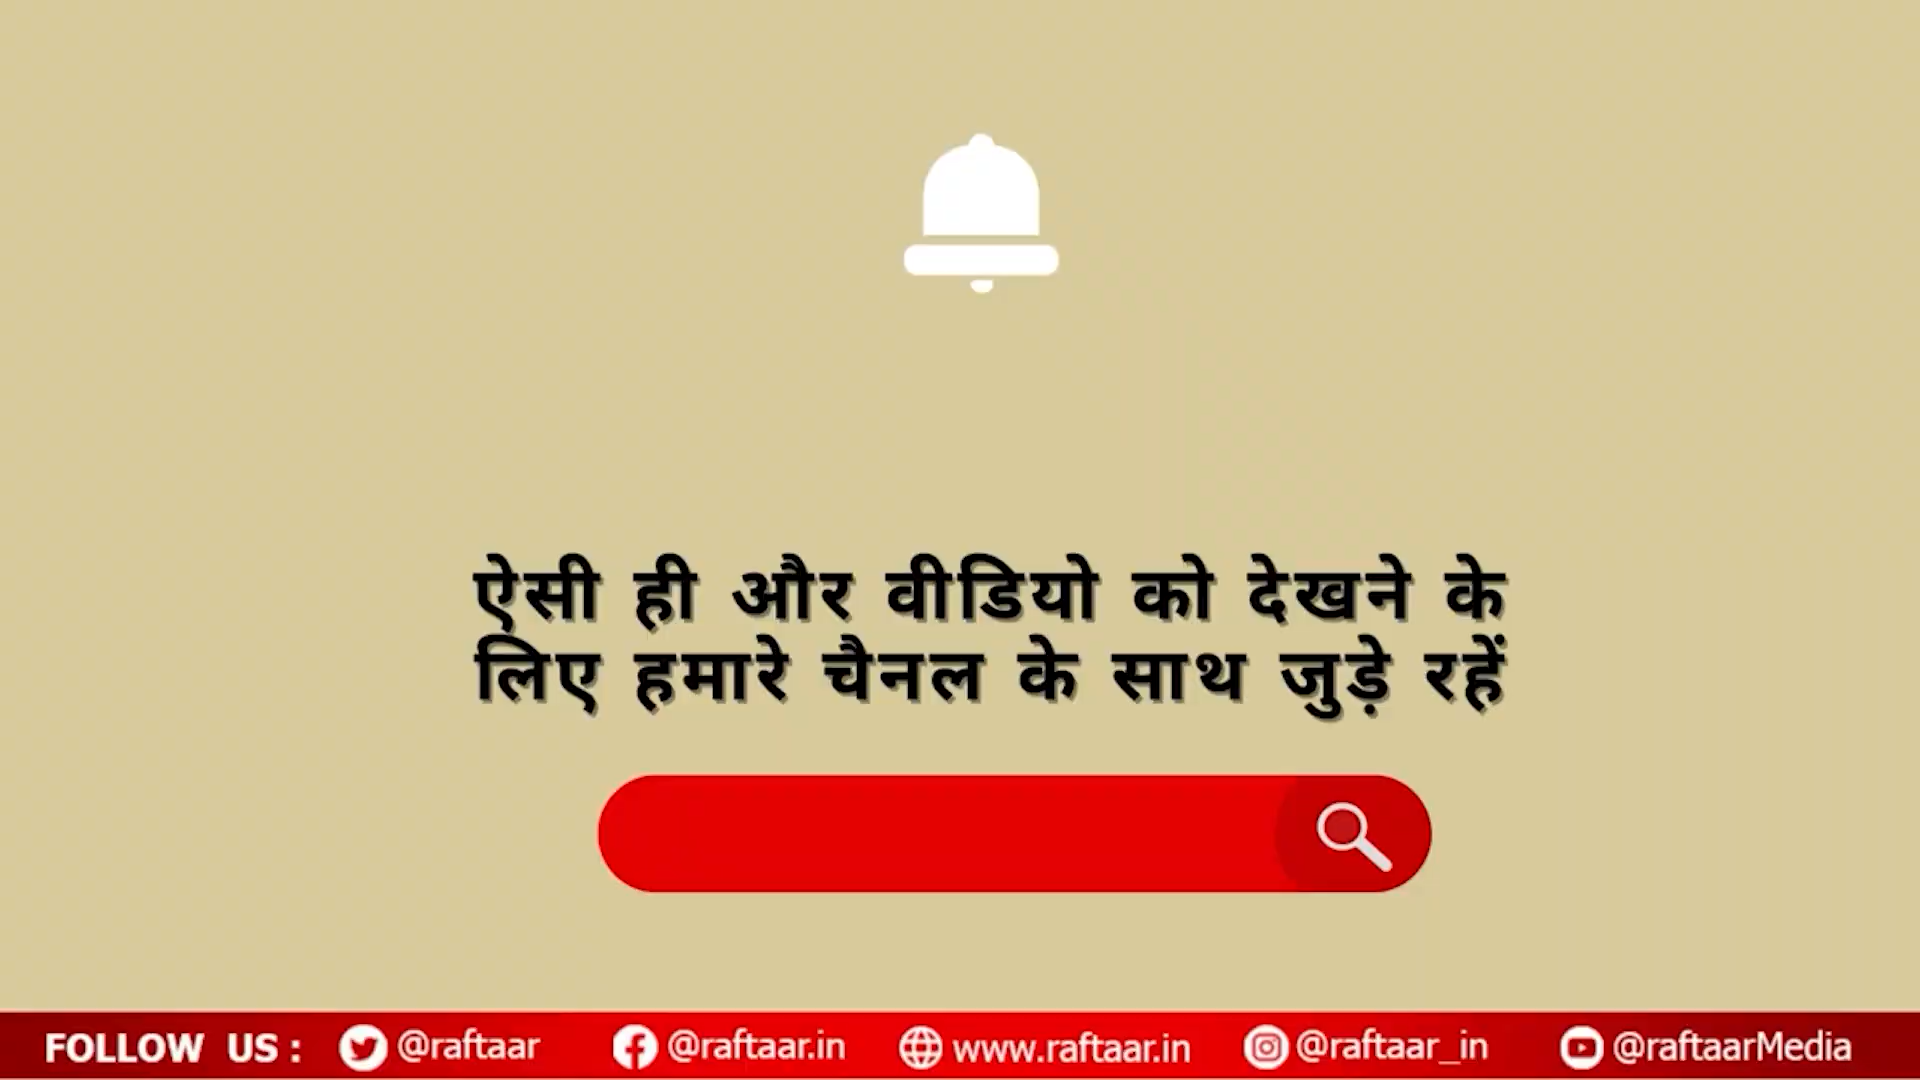 ऐसी ही और वीडियो को देखने के
लिए हमारे चैनल के साथ जुड़े रहें
FOLLOW US : @raftaar @raftaar.in www.raftaar.in @raftaar_in @raftaarMedia